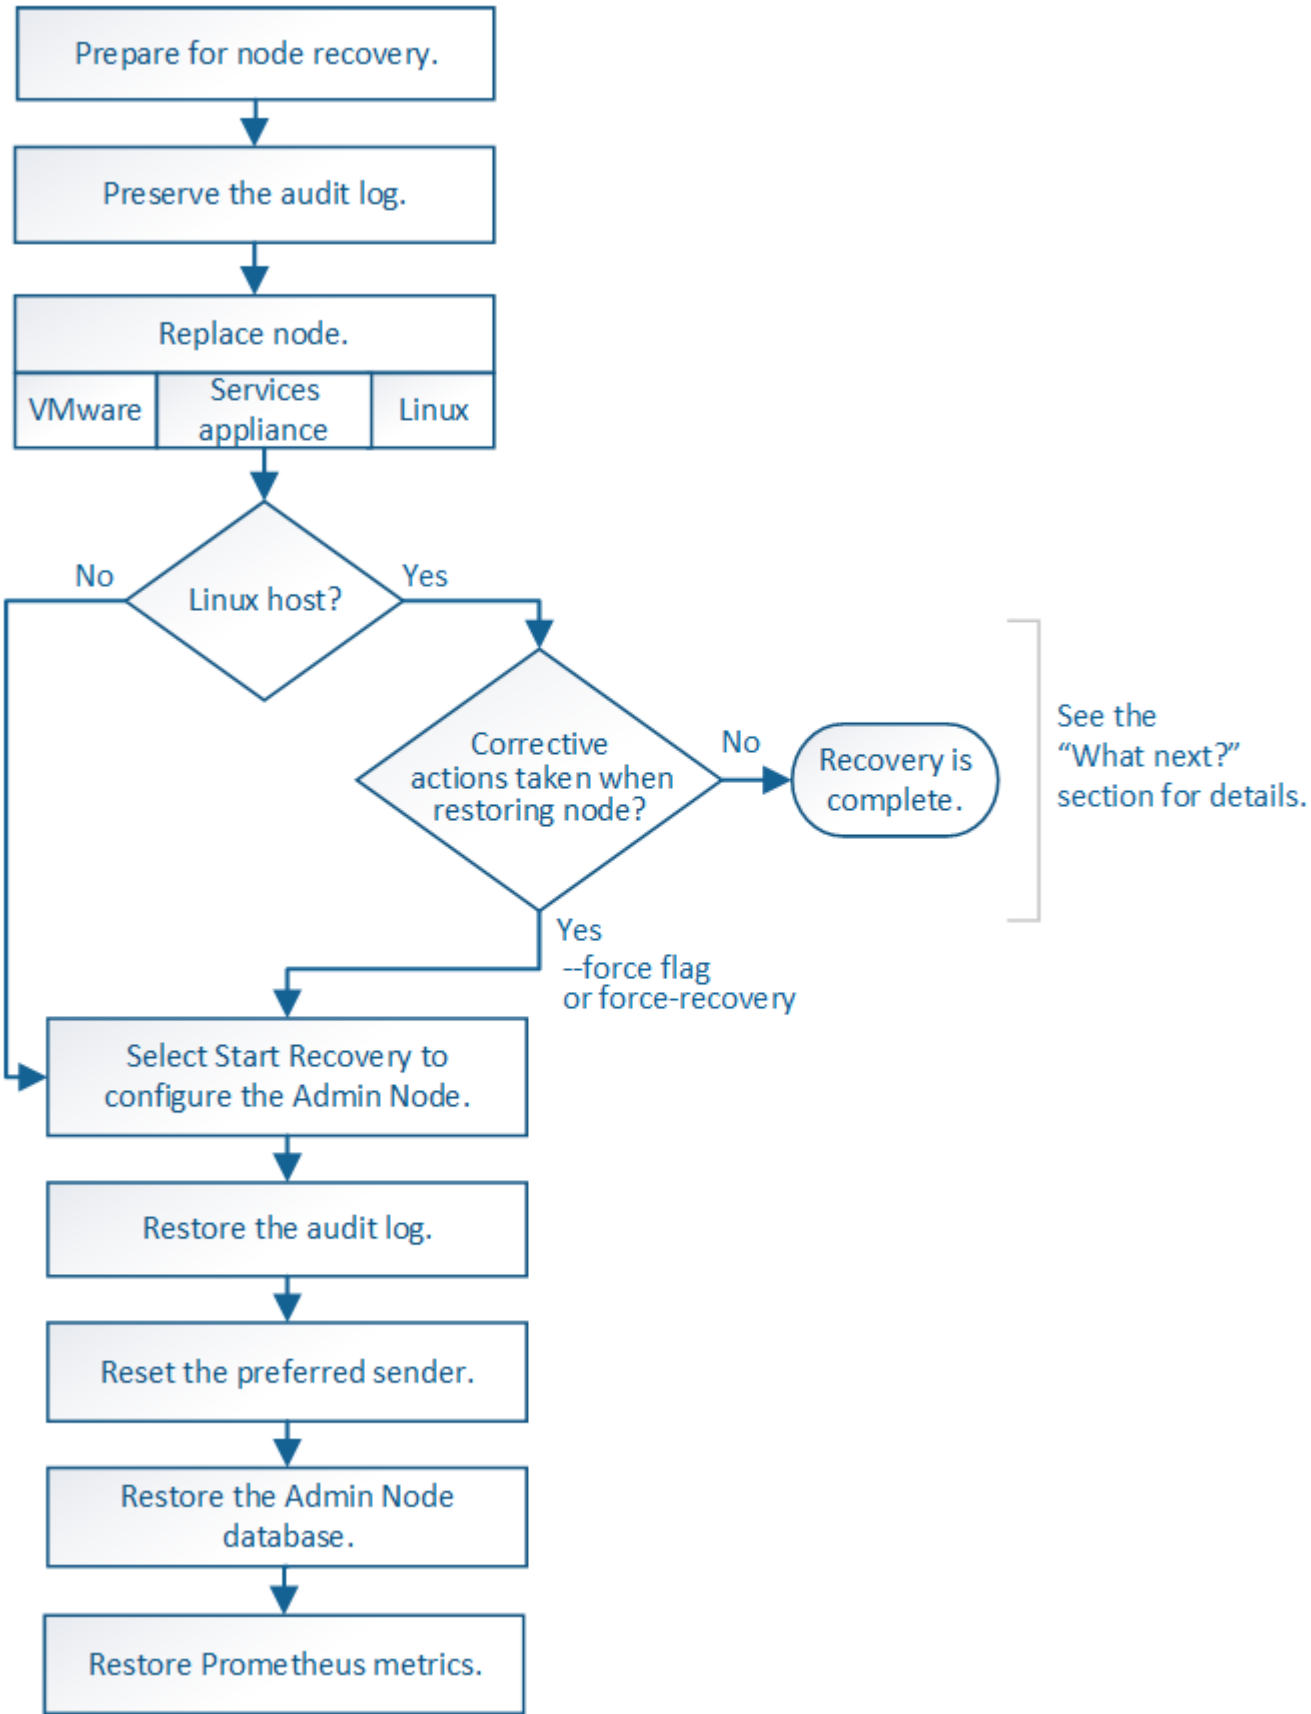 Prepare for node recovery.
Preserve the audit log.
Replace node.
VMware
Services
appliance
Linux
Linux host?
No
Yes
Corrective
actions taken when
restoring node?
No
Recovery is
complete.
See the
“What next?”
section for details.
Yes
--force flag
or force-recovery
Select Start Recovery to
configure the Admin Node.
Restore the audit log.
Reset the preferred sender.
Restore the Admin Node
database.
Restore Prometheus metrics.